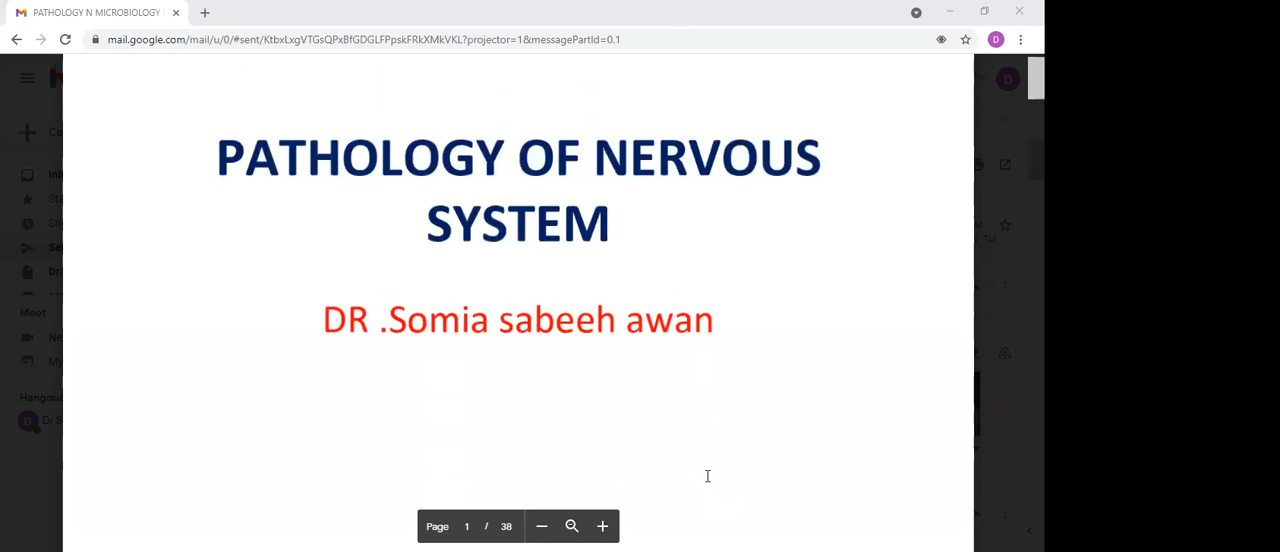 PATHOLOGY N MICROBIOLOGY
mail.google.com/mail/u/0/#sent/KtbxLxgVTGsQPxBfGDGLFPpskFRkXMkVKL?projector=1&messagePartId=0.1
D
D
PATHOLOGY OF NERVOUS
SYSTEM
DR .Somia sabeeh awan
Meet
D
Page 1 / 38